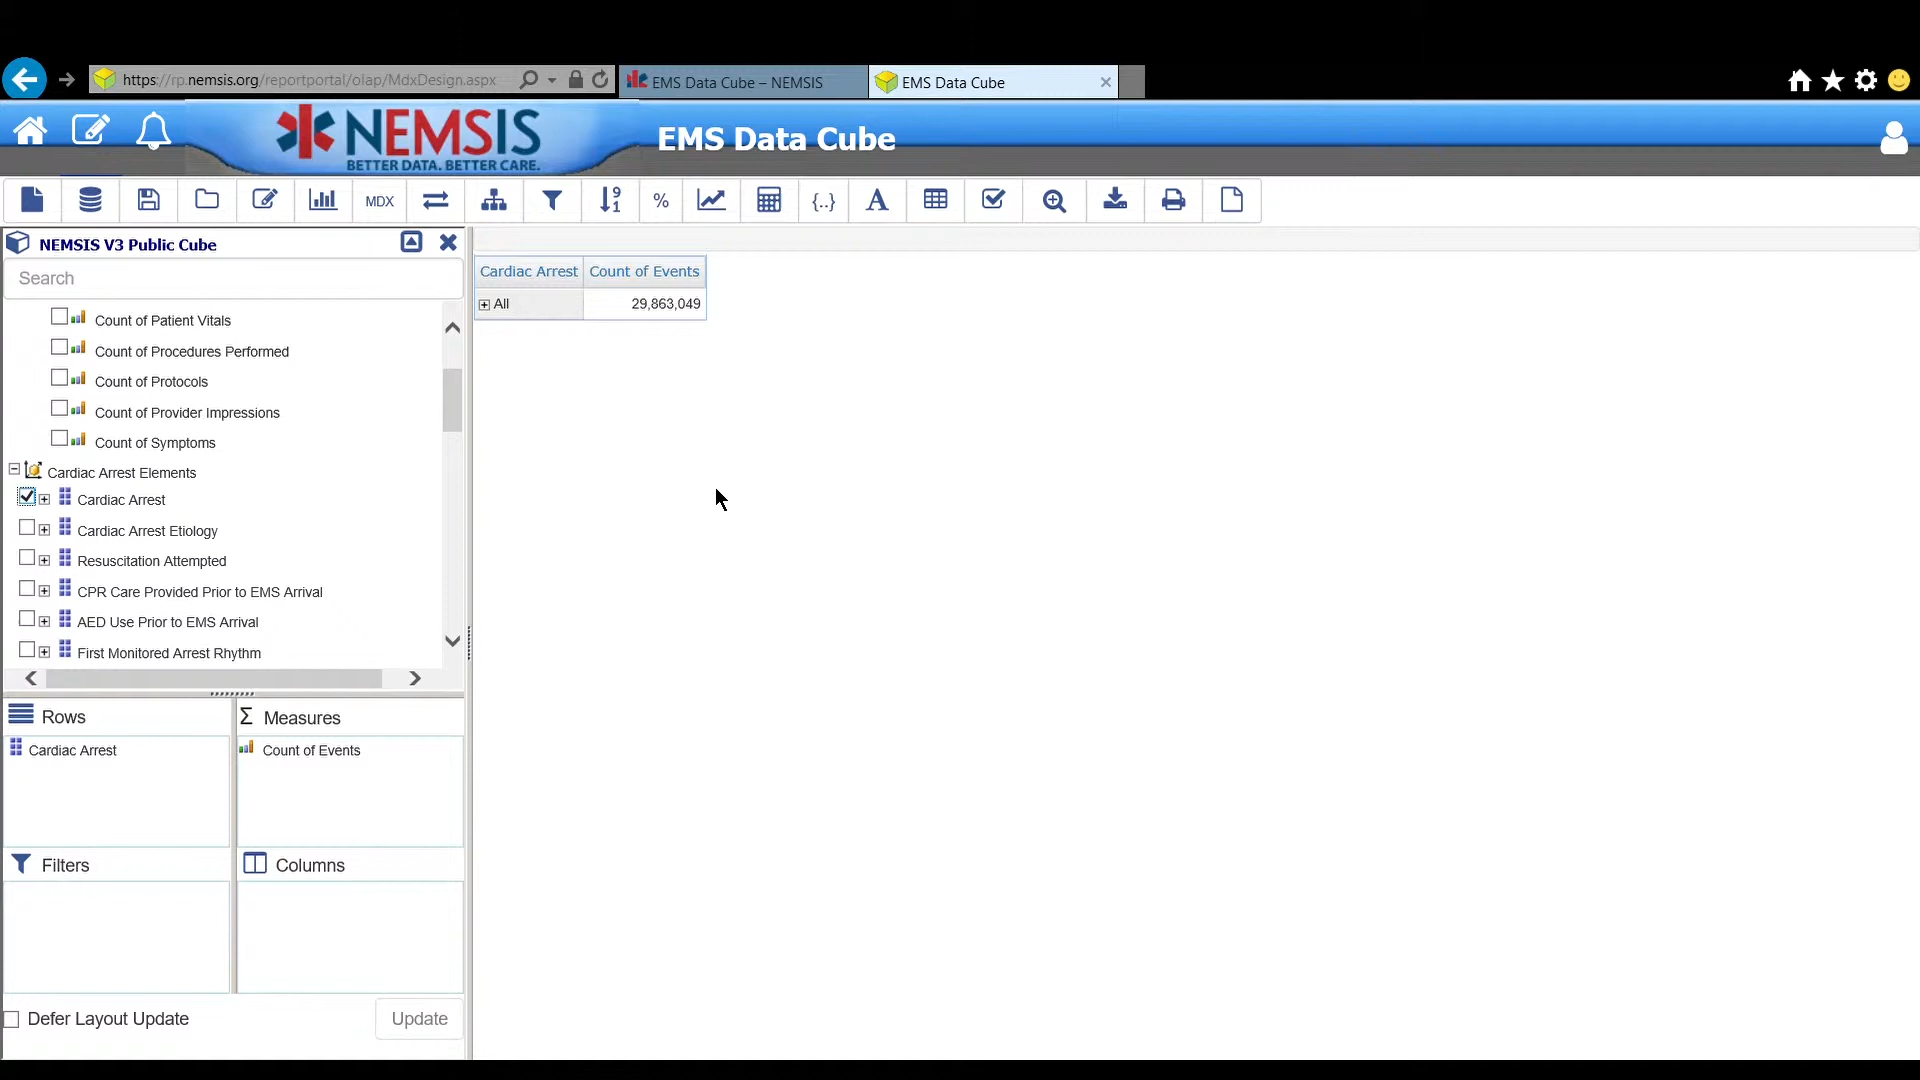 https://rp.nemsis.org/reportportal/olap/MdxDesign.aspx
EMS Data Cube – NEMSIS
EMS Data Cube
NEMSIS
BETTER DATA. BETTER CARE.
EMS Data Cube
MDX
9
1
%
{..}
A
NEMSIS V3 Public Cube
Search
Count of Patient Vitals
Count of Procedures Performed
Count of Protocols
Count of Provider Impressions
Count of Symptoms
Cardiac Arrest Elements
Cardiac Arrest
Cardiac Arrest Etiology
Resuscitation Attempted
CPR Care Provided Prior to EMS Arrival
AED Use Prior to EMS Arrival
First Monitored Arrest Rhythm
Cardiac Arrest Count of Events
All 29,863,049
Rows
Σ Measures
Cardiac Arrest
Count of Events
Filters
Columns
Defer Layout Update
Update